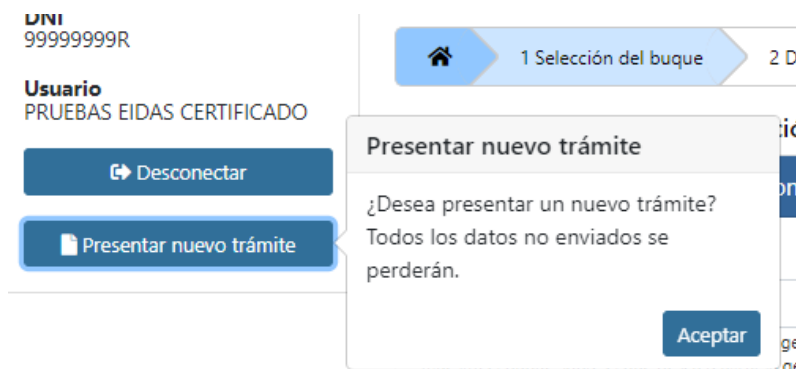 DNI
99999999R
Usuario
PRUEBAS EIDAS CERTIFICADO
Desconectar
Presentar nuevo trámite
1 Selección del buque
2 D
Presentar nuevo trámite
¿Desea presentar un nuevo trámite?
Todos los datos no enviados se
perderán.
Aceptar